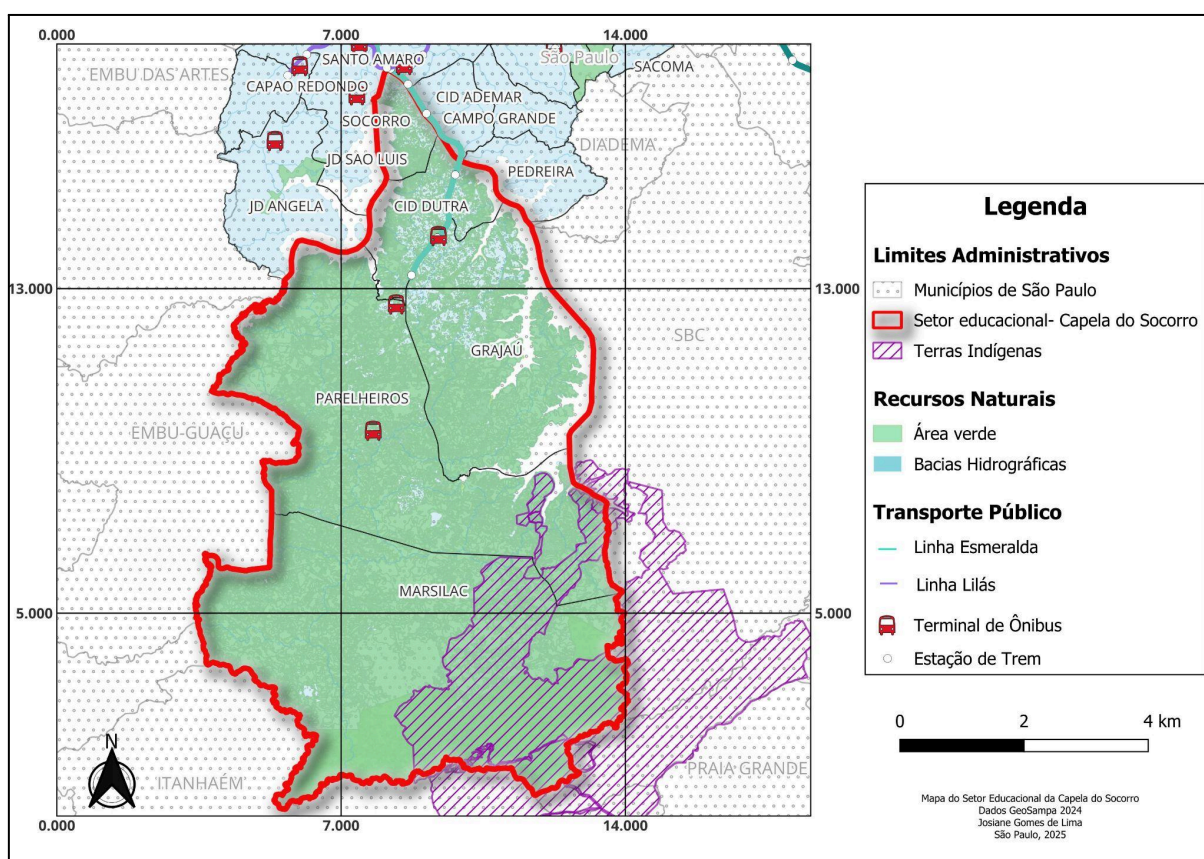 0.000 7.000 14.000
EMBU DAS ARTES
SANTO AMARO
São Paulo
SACOMA
CAPAO REDONDO
CID ADEMAR
SOCORRO
CAMPO GRANDE
DIADEMA
JD SAO LUIS
PEDREIRA
JD ANGELA
CID DUTRA
13.000 13.000
SBC
GRAJAÚ
PARELHEIROS
EMBU-GUAÇU
MARSILAC
5.000 5.000
N
ITANHAÉM
PRAIA GRANDE
0.000 7.000 14.000
Legenda
Limites Administrativos
Municípios de São Paulo
Setor educacional- Capela do Socorro
Terras Indígenas
Recursos Naturais
Área verde
Bacias Hidrográficas
Transporte Público
Linha Esmeralda
Linha Lilás
Terminal de Ônibus
Estação de Trem
0 2 4 km
Mapa do Setor Educacional da Capela do Socorro
Dados GeoSampa 2024
Josiane Gomes de Lima
São Paulo, 2025